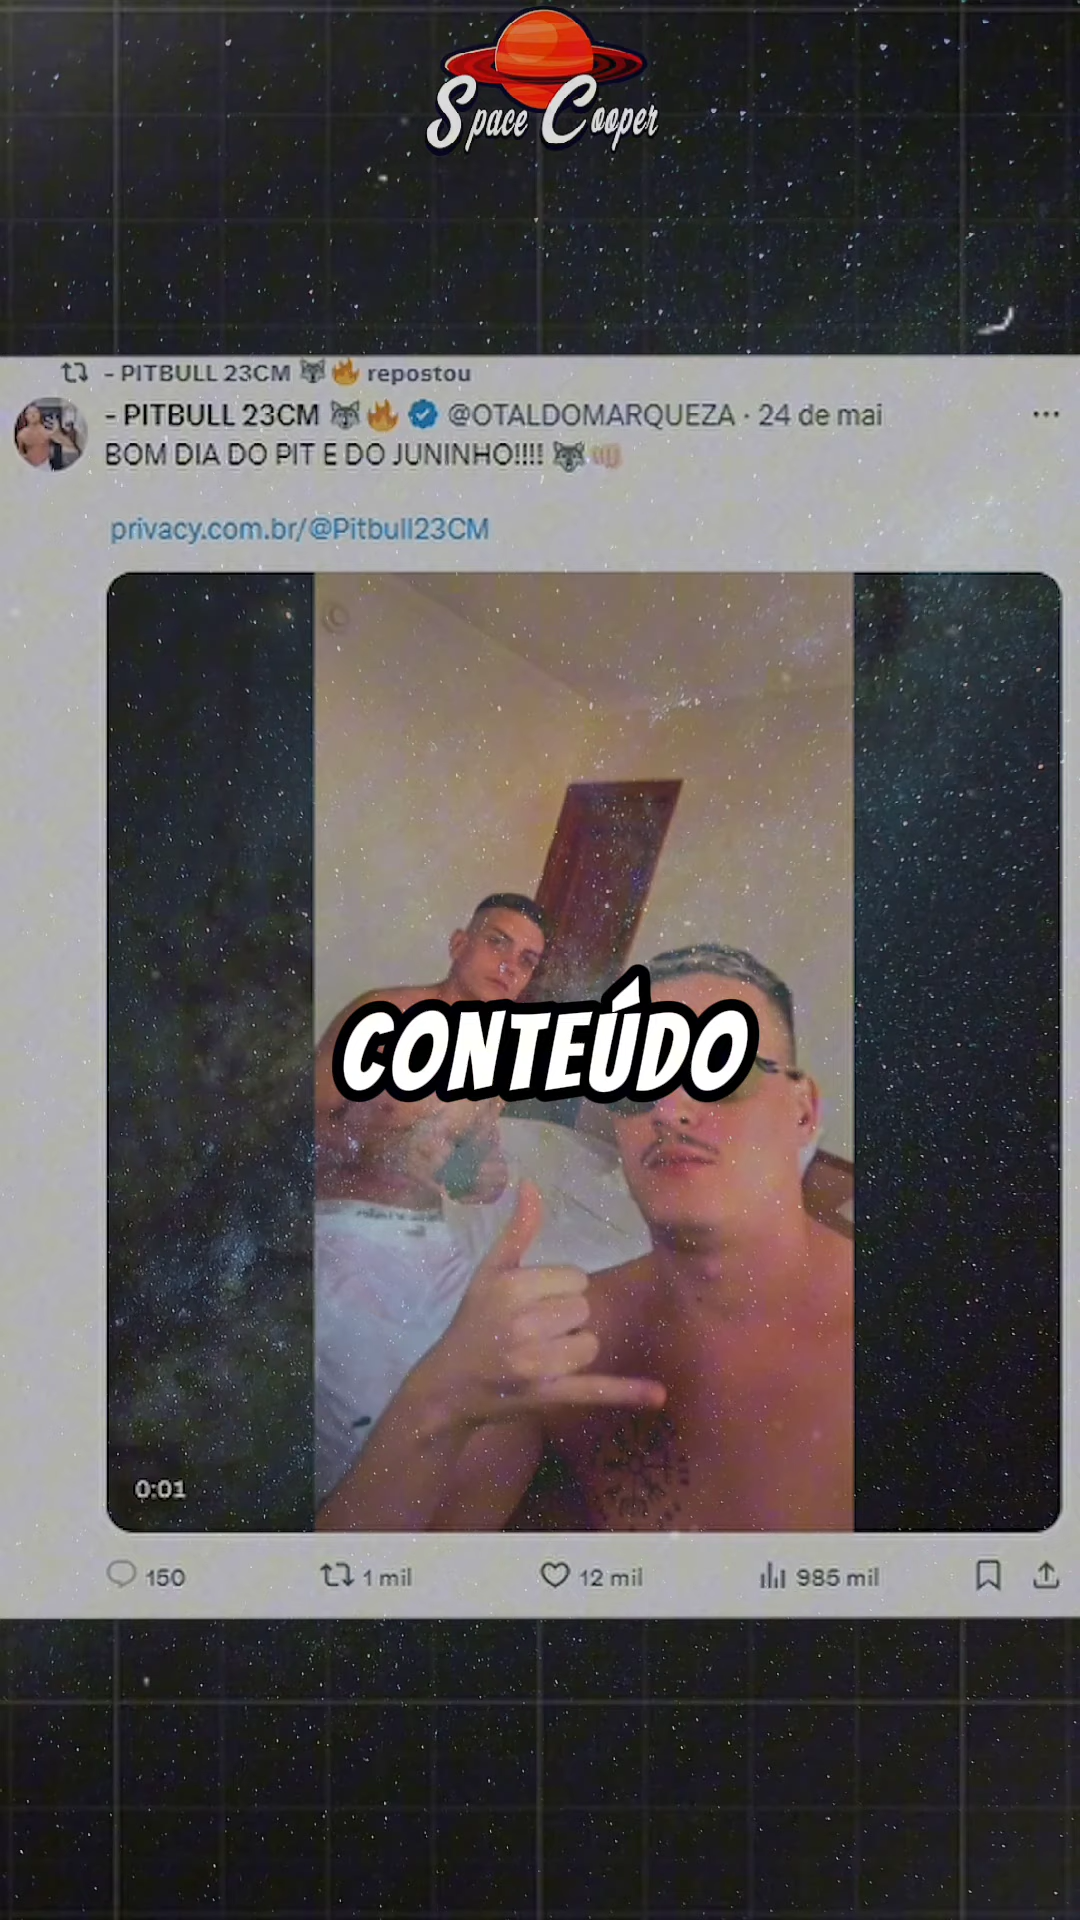 Space Cooper
- PITBULL 23CM 🐺🔥 repostou
- PITBULL 23CM 🐺🔥 @OTALDOMARQUEZA · 24 de mai
BOM DIA DO PIT E DO JUNINHO!!!! 🐺👊🏼
privacy.com.br/@Pitbull23CM
CONTEÚDO
0:01
150 1 mil 12 mil 985 mil